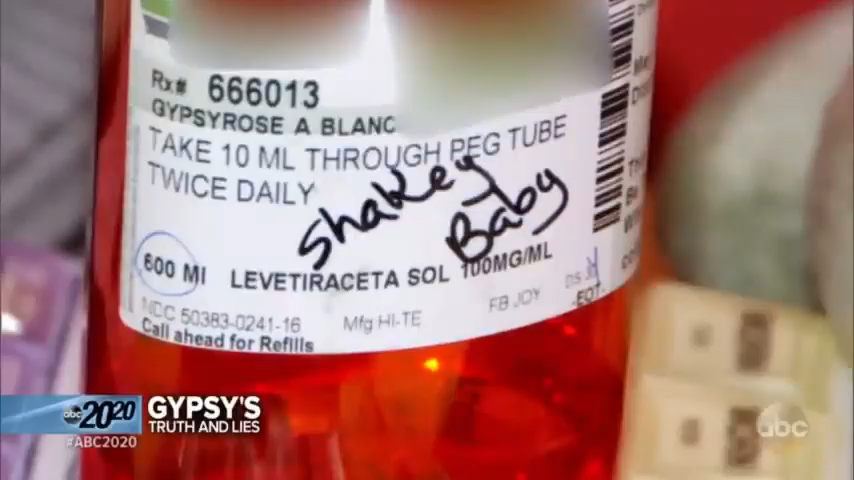 Rx# 666013
GYPSYROSE A BLANC
TAKE 10 ML THROUGH PEG TUBE
TWICE DAILY
Shakey
Baby
600 Ml LEVETIRACETA SOL 100MG/ML
NDC 50383-0241-16 Mfg HI-TE FB JOY
-EOT-
Call ahead for Refills
abc 2020 GYPSY'S
TRUTH AND LIES
#ABC2020
abc